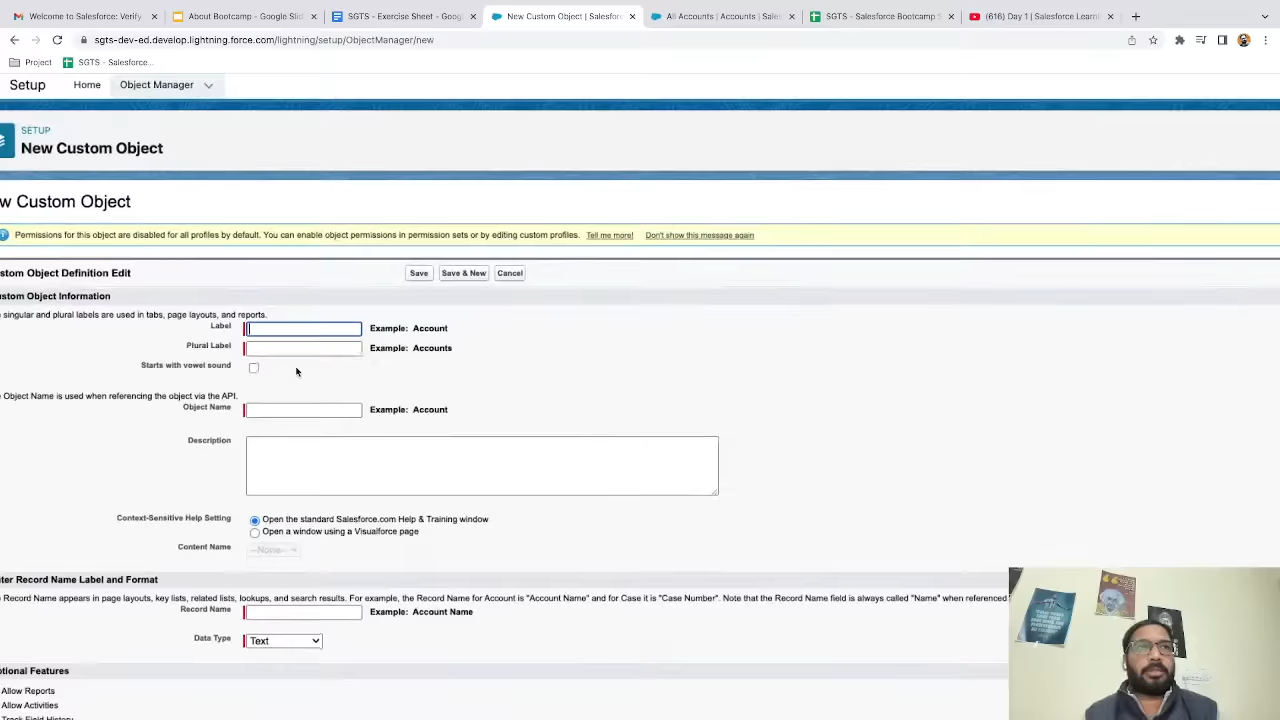 Welcome to Salesforce: Verify
About Bootcamp - Google Slid
SGTS - Exercise Sheet - Goog
New Custom Object | Salesfor
All Accounts | Accounts | Sales
SGTS - Salesforce Bootcamp S
(616) Day 1 | Salesforce Learn
sgts-dev-ed.develop.lightning.force.com/lightning/setup/ObjectManager/new
Project
SGTS - Salesforce...
Setup
Home
Object Manager
SETUP
New Custom Object
w Custom Object
Permissions for this object are disabled for all profiles by default. You can enable object permissions in permission sets or by editing custom profiles. Tell me more! Don't show this message again
stom Object Definition Edit
Save
Save & New
Cancel
ustom Object Information
singular and plural labels are used in tabs, page layouts, and reports.
Label
Example: Account
Plural Label
Example: Accounts
Starts with vowel sound
Object Name is used when referencing the object via the API.
Object Name
Example: Account
Description
Context-Sensitive Help Setting
Open the standard Salesforce.com Help & Training window
Open a window using a Visualforce page
Content Name
--None--
ter Record Name Label and Format
Record Name appears in page layouts, key lists, related lists, lookups, and search results. For example, the Record Name for Account is "Account Name" and for Case it is "Case Number". Note that the Record Name field is always called "Name" when referenced
Record Name
Example: Account Name
Data Type
Text
tional Features
Allow Reports
Allow Activities
Track Field History